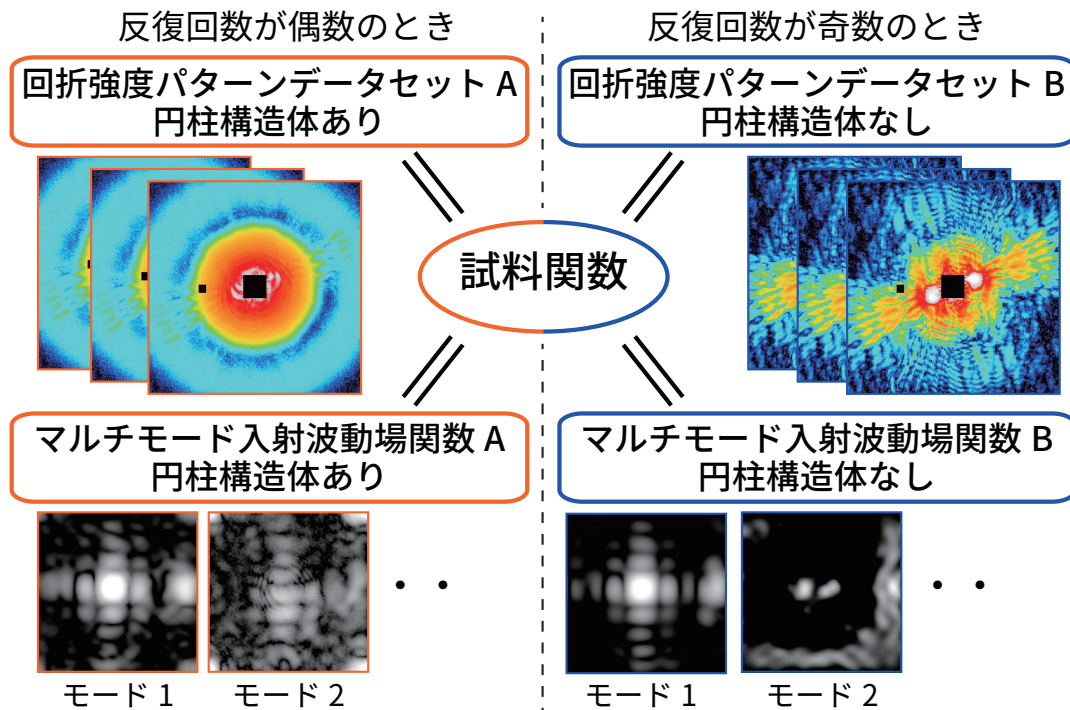 反復回数が偶数のとき
回折強度パターンデータセット A
円柱構造体あり
反復回数が奇数のとき
回折強度パターンデータセット B
円柱構造体なし
試料関数
マルチモード入射波動場関数 A
円柱構造体あり
・・
モード 1
モード 2
マルチモード入射波動場関数 B
円柱構造体なし
・・
モード 1
モード 2